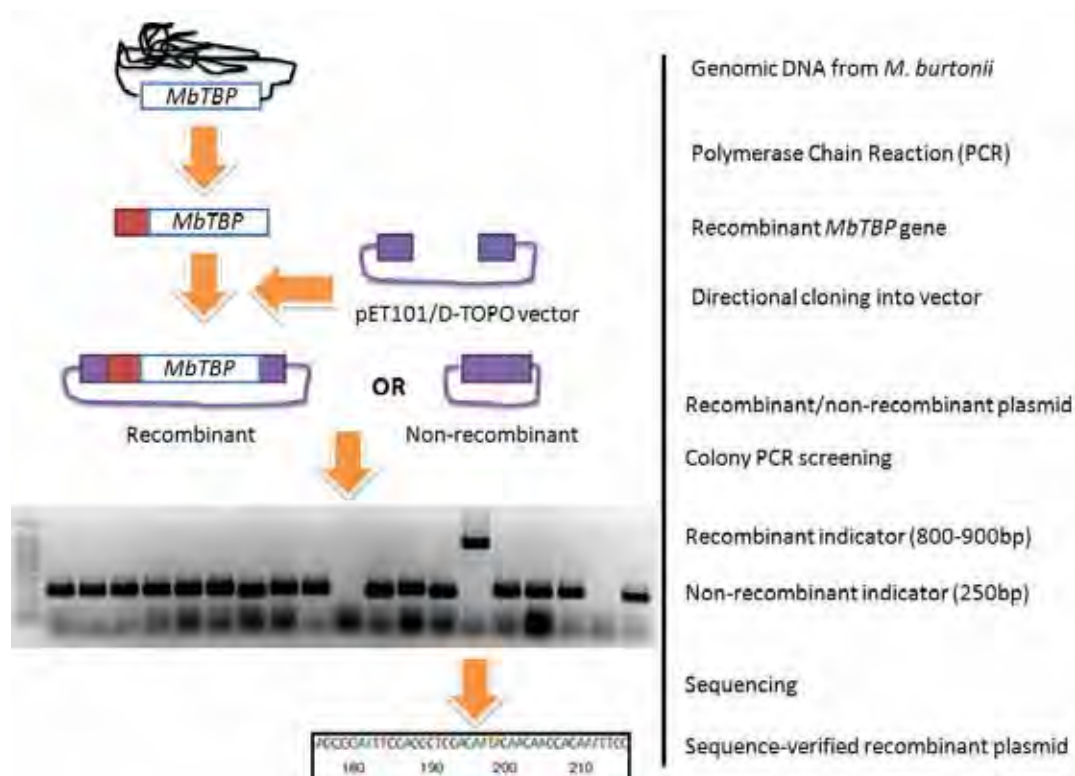 MbTBP
MbTBP
pET101/D-TOPO vector
MbTBP
OR
Recombinant
Non-recombinant
180 190 200 210
Genomic DNA from M. burtonii
Polymerase Chain Reaction (PCR)
Recombinant MbTBP gene
Directional cloning into vector
Recombinant/non-recombinant plasmid
Colony PCR screening
Recombinant indicator (800-900bp)
Non-recombinant indicator (250bp)
Sequencing
Sequence-verified recombinant plasmid